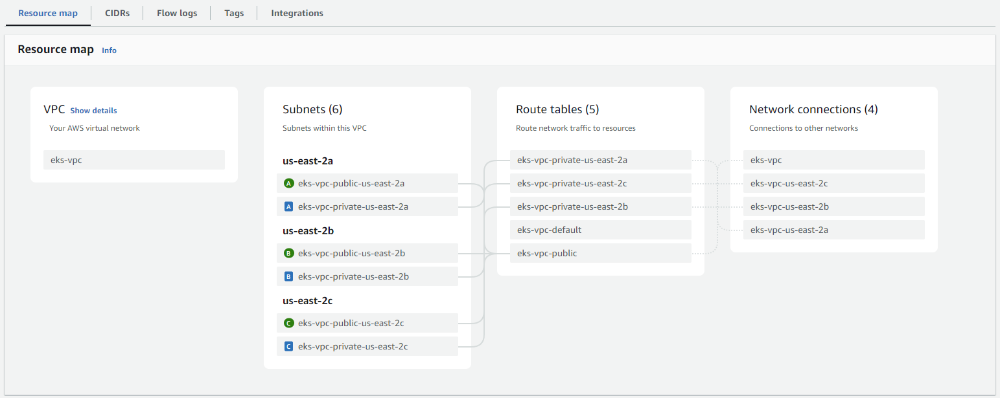 Resource map
CIDRs
Flow logs
Tags
Integrations
Resource map Info
VPC Show details
Your AWS virtual network
eks-vpc
Subnets (6)
Subnets within this VPC
us-east-2a
A eks-vpc-public-us-east-2a
A eks-vpc-private-us-east-2a
us-east-2b
B eks-vpc-public-us-east-2b
B eks-vpc-private-us-east-2b
us-east-2c
C eks-vpc-public-us-east-2c
C eks-vpc-private-us-east-2c
Route tables (5)
Route network traffic to resources
eks-vpc-private-us-east-2a
eks-vpc-private-us-east-2c
eks-vpc-private-us-east-2b
eks-vpc-default
eks-vpc-public
Network connections (4)
Connections to other networks
eks-vpc
eks-vpc-us-east-2c
eks-vpc-us-east-2b
eks-vpc-us-east-2a